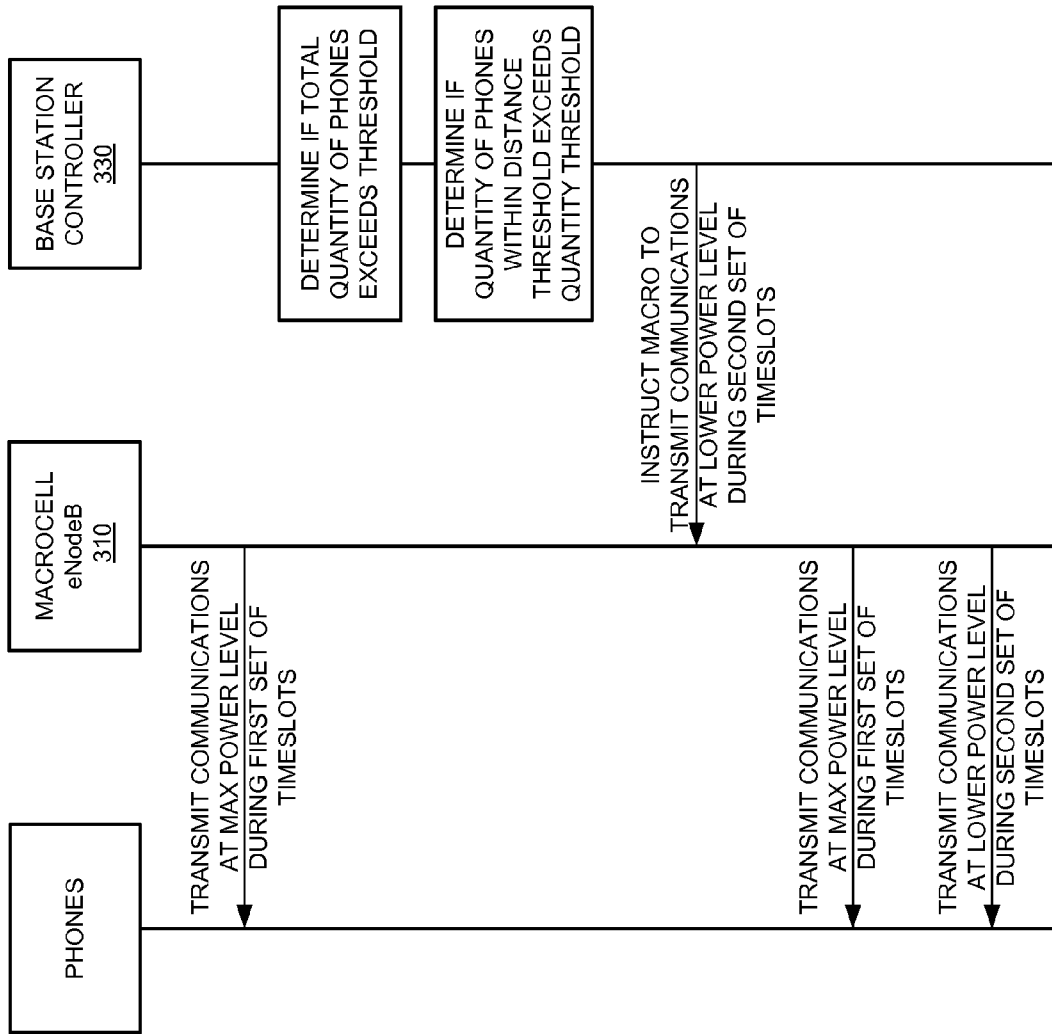 PHONES
MACROCELL
eNodeB
310
BASE STATION
CONTROLLER
330
TRANSMIT COMMUNICATIONS
AT MAX POWER LEVEL
DURING FIRST SET OF
TIMESLOTS
DETERMINE IF TOTAL
QUANTITY OF PHONES
EXCEEDS THRESHOLD
DETERMINE IF
QUANTITY OF PHONES
WITHIN DISTANCE
THRESHOLD EXCEEDS
QUANTITY THRESHOLD
INSTRUCT MACRO TO
TRANSMIT COMMUNICATIONS
AT LOWER POWER LEVEL
DURING SECOND SET OF
TIMESLOTS
TRANSMIT COMMUNICATIONS
AT MAX POWER LEVEL
DURING FIRST SET OF
TIMESLOTS
TRANSMIT COMMUNICATIONS
AT LOWER POWER LEVEL
DURING SECOND SET OF
TIMESLOTS